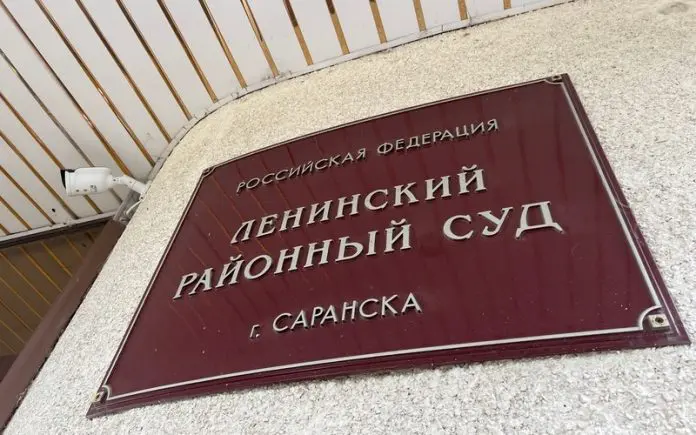 РОССИЙСКАЯ ФЕДЕРАЦИЯ
ЛЕНИНСКИЙ
РАЙОННЫЙ СУД
г. САРАНСКА